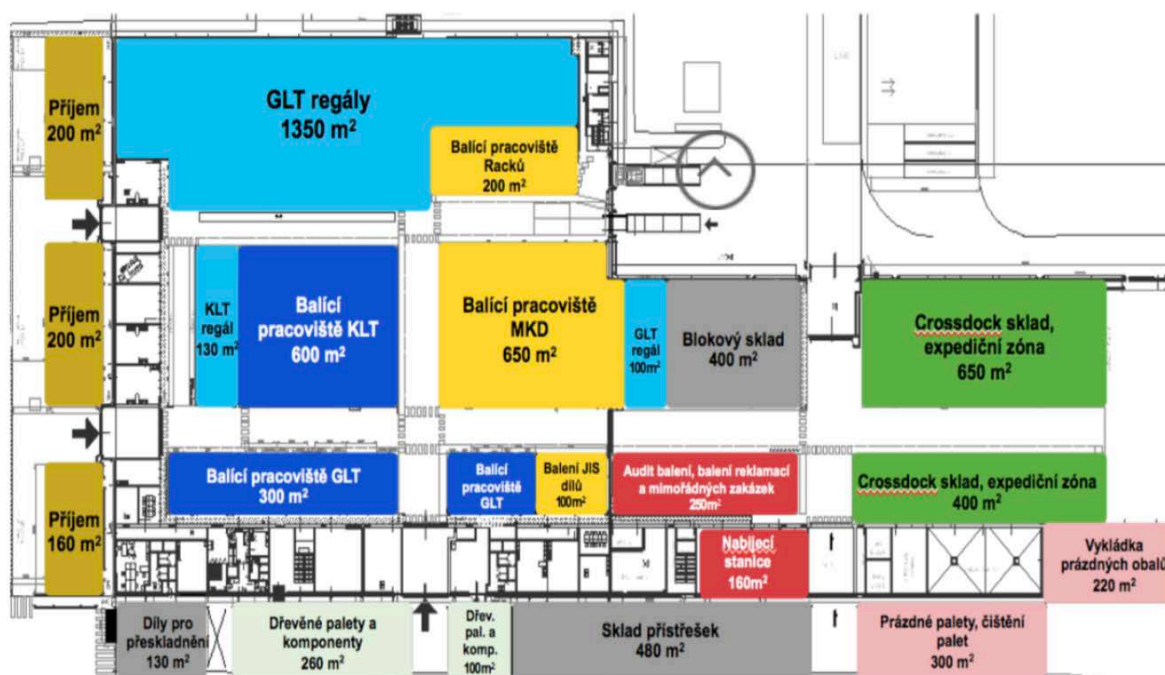 Příjem
200 m²
GLT regály
1350 m²
Balící pracoviště
Racků
200 m²
Příjem
200 m²
KLT
regál
130 m²
Balící
pracoviště KLT
600 m²
Balící pracoviště
MKD
650 m²
GLT
regál
100m²
Blokový sklad
400 m²
Crossdock sklad,
expediční zóna
650 m²
Příjem
160 m²
Balící pracoviště GLT
300 m²
Balící
pracoviště
GLT
Balení JIS
dílů
100m²
Audit balení, balení reklamací
a mimořádných zakázek
250m²
Crossdock sklad, expediční zóna
400 m²
Nabíjecí
stanice
160m²
Vykládka
prázdných obalů
220 m²
Díly pro
přeskladnění
130 m²
Dřevěné palety a
komponenty
260 m²
Dřev.
pal. a
komp.
100m²
Sklad přístřešek
480 m²
Prázdné palety, čištění
palet
300 m²